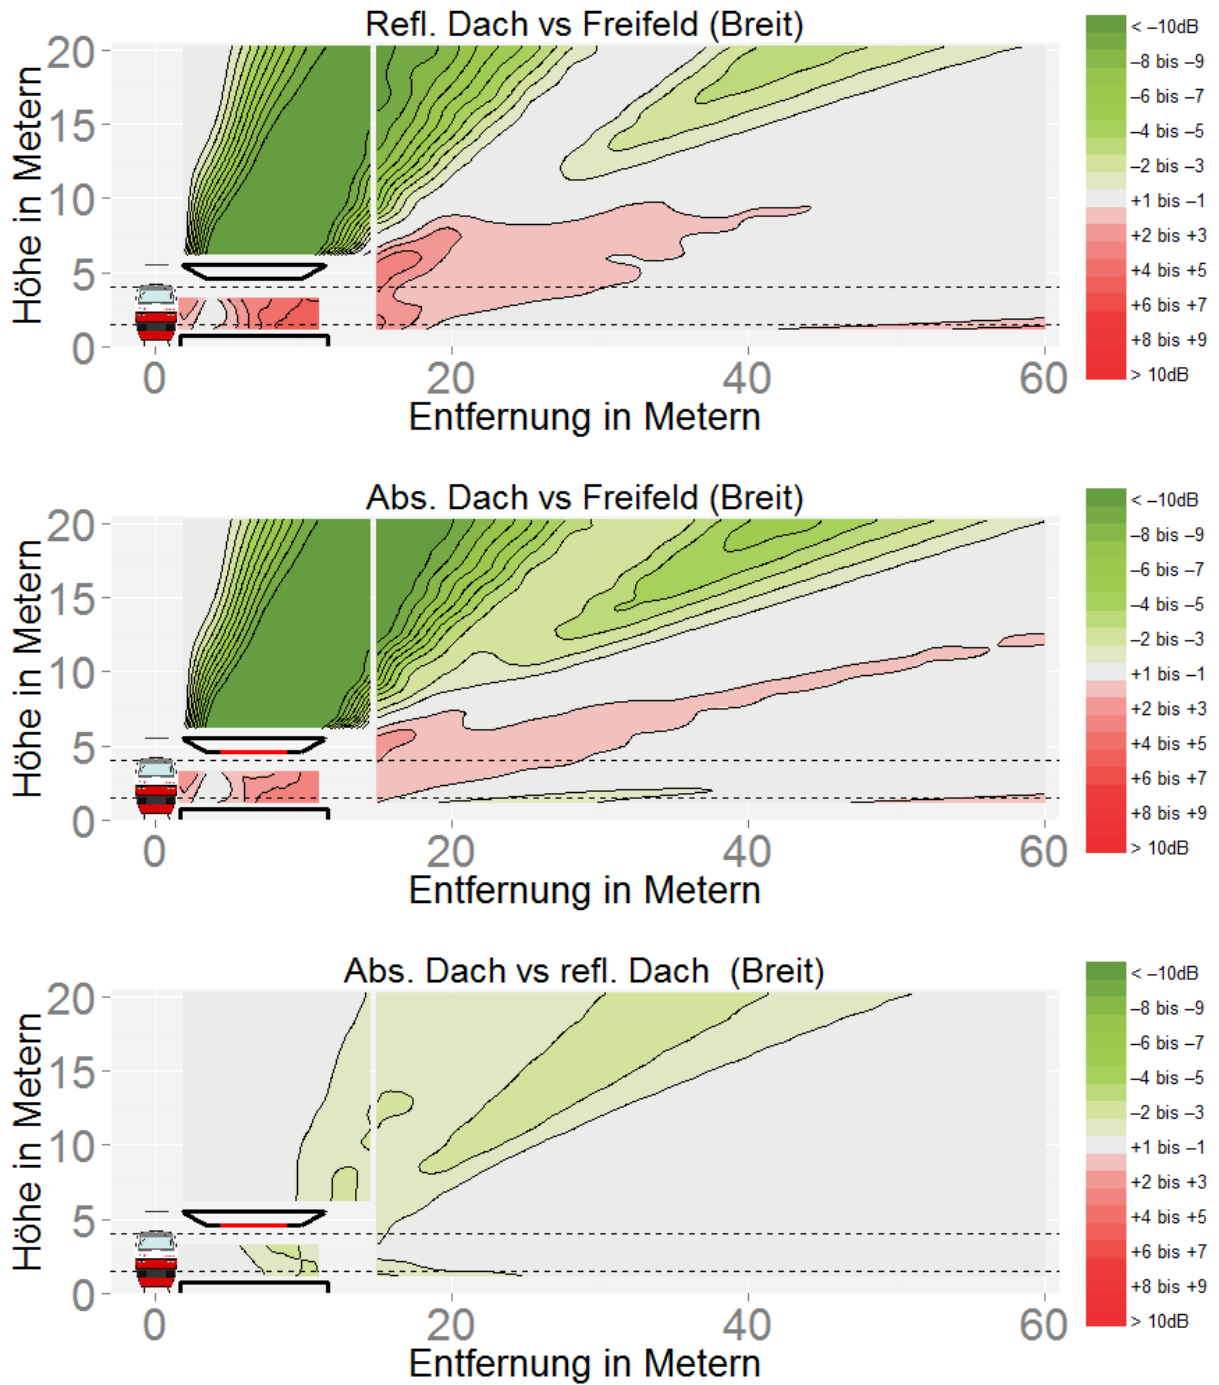 Refl. Dach vs Freifeld (Breit)
Höhe in Metern
20
15
10
5
0
0 20 40 60
Entfernung in Metern
< –10dB
–8 bis –9
–6 bis –7
–4 bis –5
–2 bis –3
+1 bis –1
+2 bis +3
+4 bis +5
+6 bis +7
+8 bis +9
> 10dB
Abs. Dach vs Freifeld (Breit)
Höhe in Metern
20
15
10
5
0
0 20 40 60
Entfernung in Metern
< –10dB
–8 bis –9
–6 bis –7
–4 bis –5
–2 bis –3
+1 bis –1
+2 bis +3
+4 bis +5
+6 bis +7
+8 bis +9
> 10dB
Abs. Dach vs refl. Dach (Breit)
Höhe in Metern
20
15
10
5
0
0 20 40 60
Entfernung in Metern
< –10dB
–8 bis –9
–6 bis –7
–4 bis –5
–2 bis –3
+1 bis –1
+2 bis +3
+4 bis +5
+6 bis +7
+8 bis +9
> 10dB